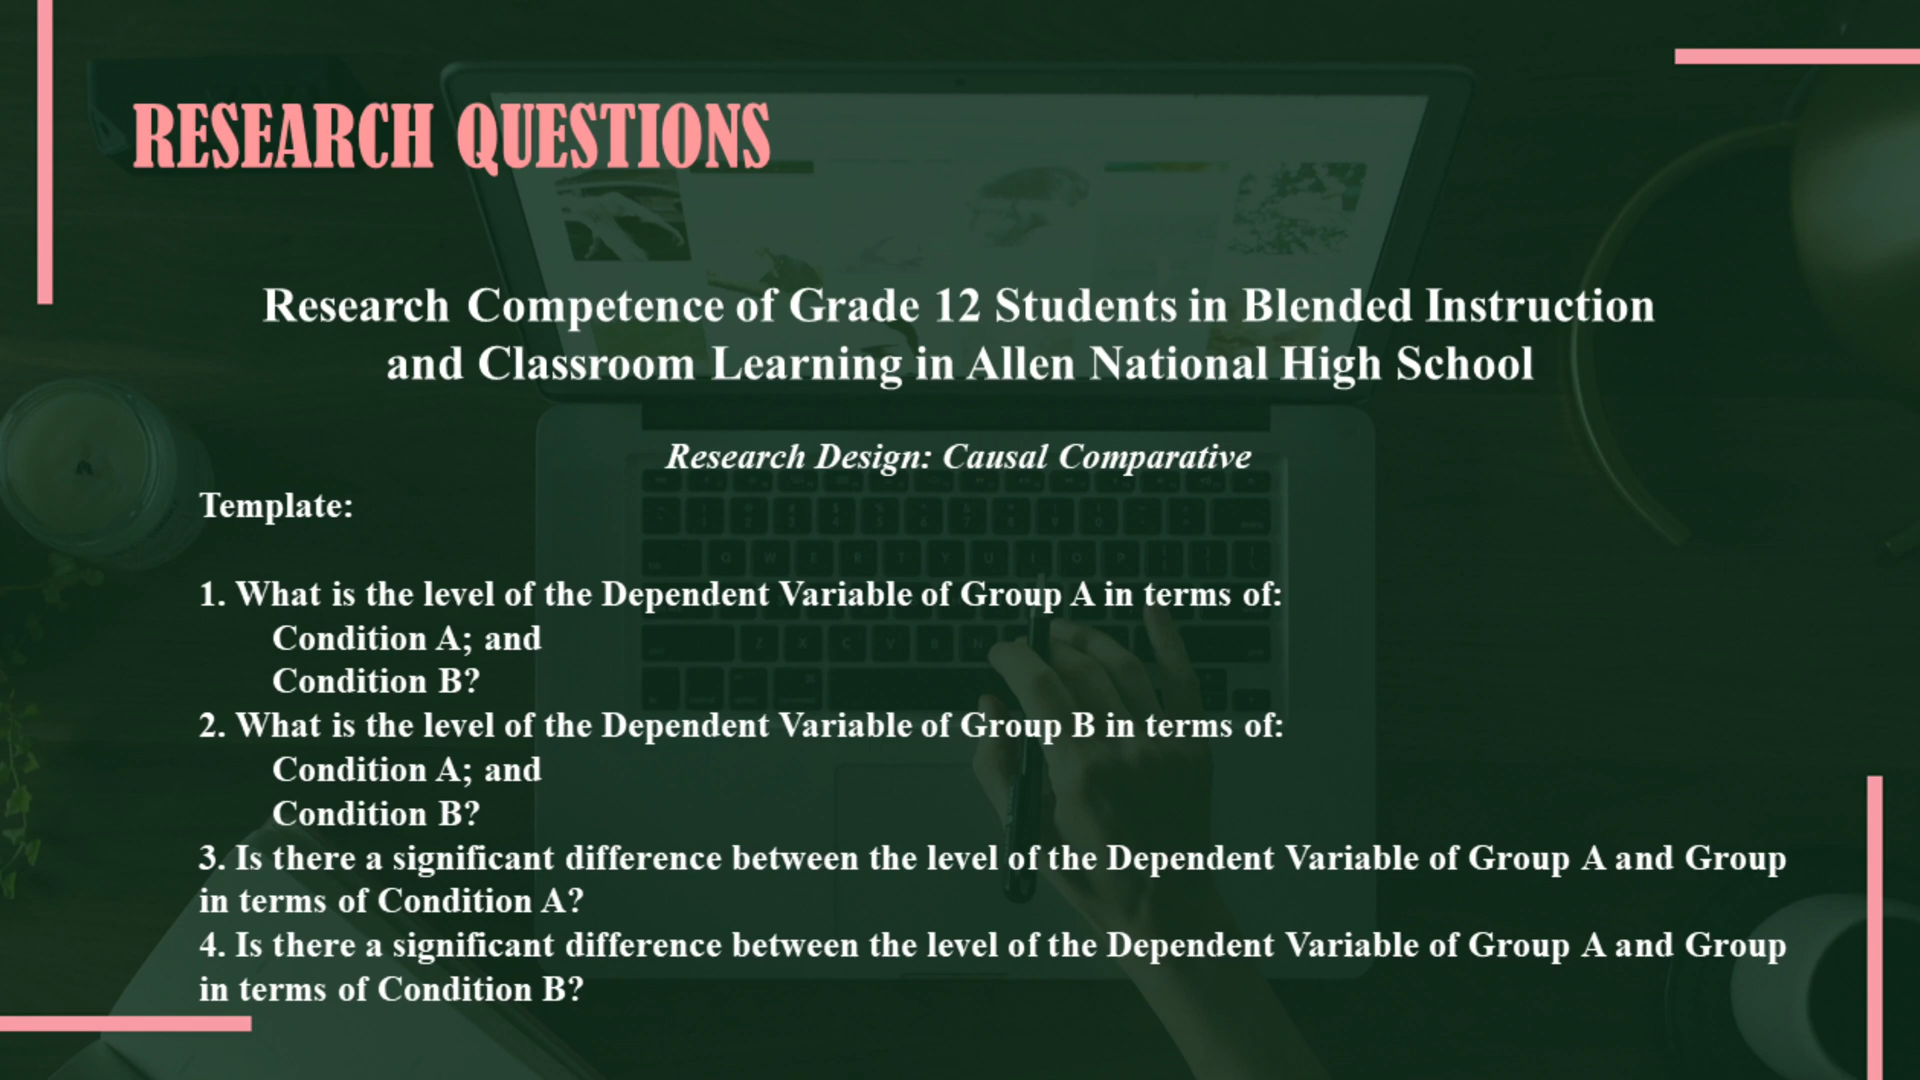 RESEARCH QUESTIONS
Research Competence of Grade 12 Students in Blended Instruction
and Classroom Learning in Allen National High School
Research Design: Causal Comparative
Template:
1. What is the level of the Dependent Variable of Group A in terms of:
Condition A; and
Condition B?
2. What is the level of the Dependent Variable of Group B in terms of:
Condition A; and
Condition B?
3. Is there a significant difference between the level of the Dependent Variable of Group A and Group
in terms of Condition A?
4. Is there a significant difference between the level of the Dependent Variable of Group A and Group
in terms of Condition B?